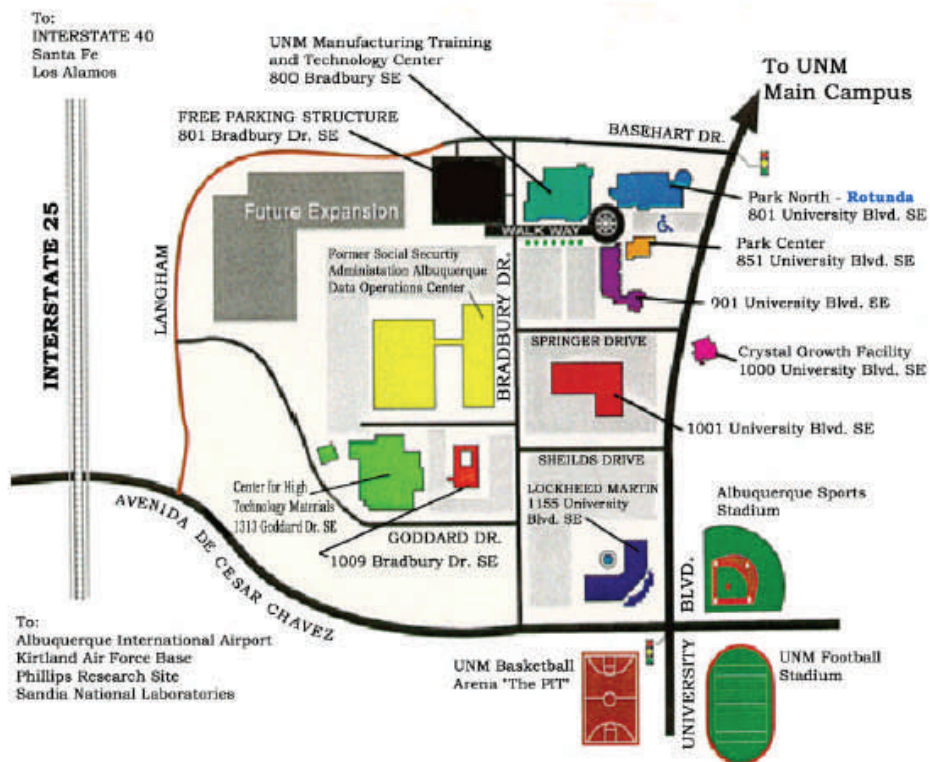 To:
INTERSTATE 40
Santa Fe
Los Alamos
UNM Manufacturing Training
and Technology Center
800 Bradbury SE
To UNM
Main Campus
FREE PARKING STRUCTURE
801 Bradbury Dr. SE
BASEHART DR.
Future Expansion
WALK WAY
Park North - Rotunda
801 University Blvd. SE
Park Center
851 University Blvd. SE
Former Social Securtiy
Administation Albuquerque
Data Operations Center
901 University Blvd. SE
LANGHAM
BRADBURY DR.
INTERSTATE 25
SPRINGER DRIVE
Crystal Growth Facility
1000 University Blvd. SE
1001 University Blvd. SE
SHEILDS DRIVE
Center for High
Technology Materials
1313 Goddard Dr. SE
LOCKHEED MARTIN
1155 University
Blvd. SE
Albuquerque Sports
Stadium
GODDARD DR.
1009 Bradbury Dr. SE
AVENIDA DE CESAR CHAVEZ
BLVD.
To:
Albuquerque International Airport
Kirtland Air Force Base
Phillips Research Site
Sandia National Laboratories
UNM Basketball
Arena "The PIT"
UNIVERSITY
UNM Football
Stadium